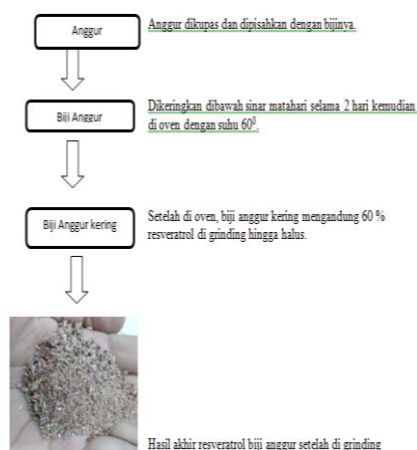 Anggur
Anggur dikupas dan dipisahkan dengan bijinya.
Biji Anggur
Dikeringkan dibawah sinar matahari selama 2 hari kemudian
di oven dengan suhu 60⁰.
Biji Anggur kering
Setelah di oven, biji anggur kering mengandung 60 %
resveratrol di grinding hingga halus.
Hasil akhir resveratrol biji anggur setelah di grinding